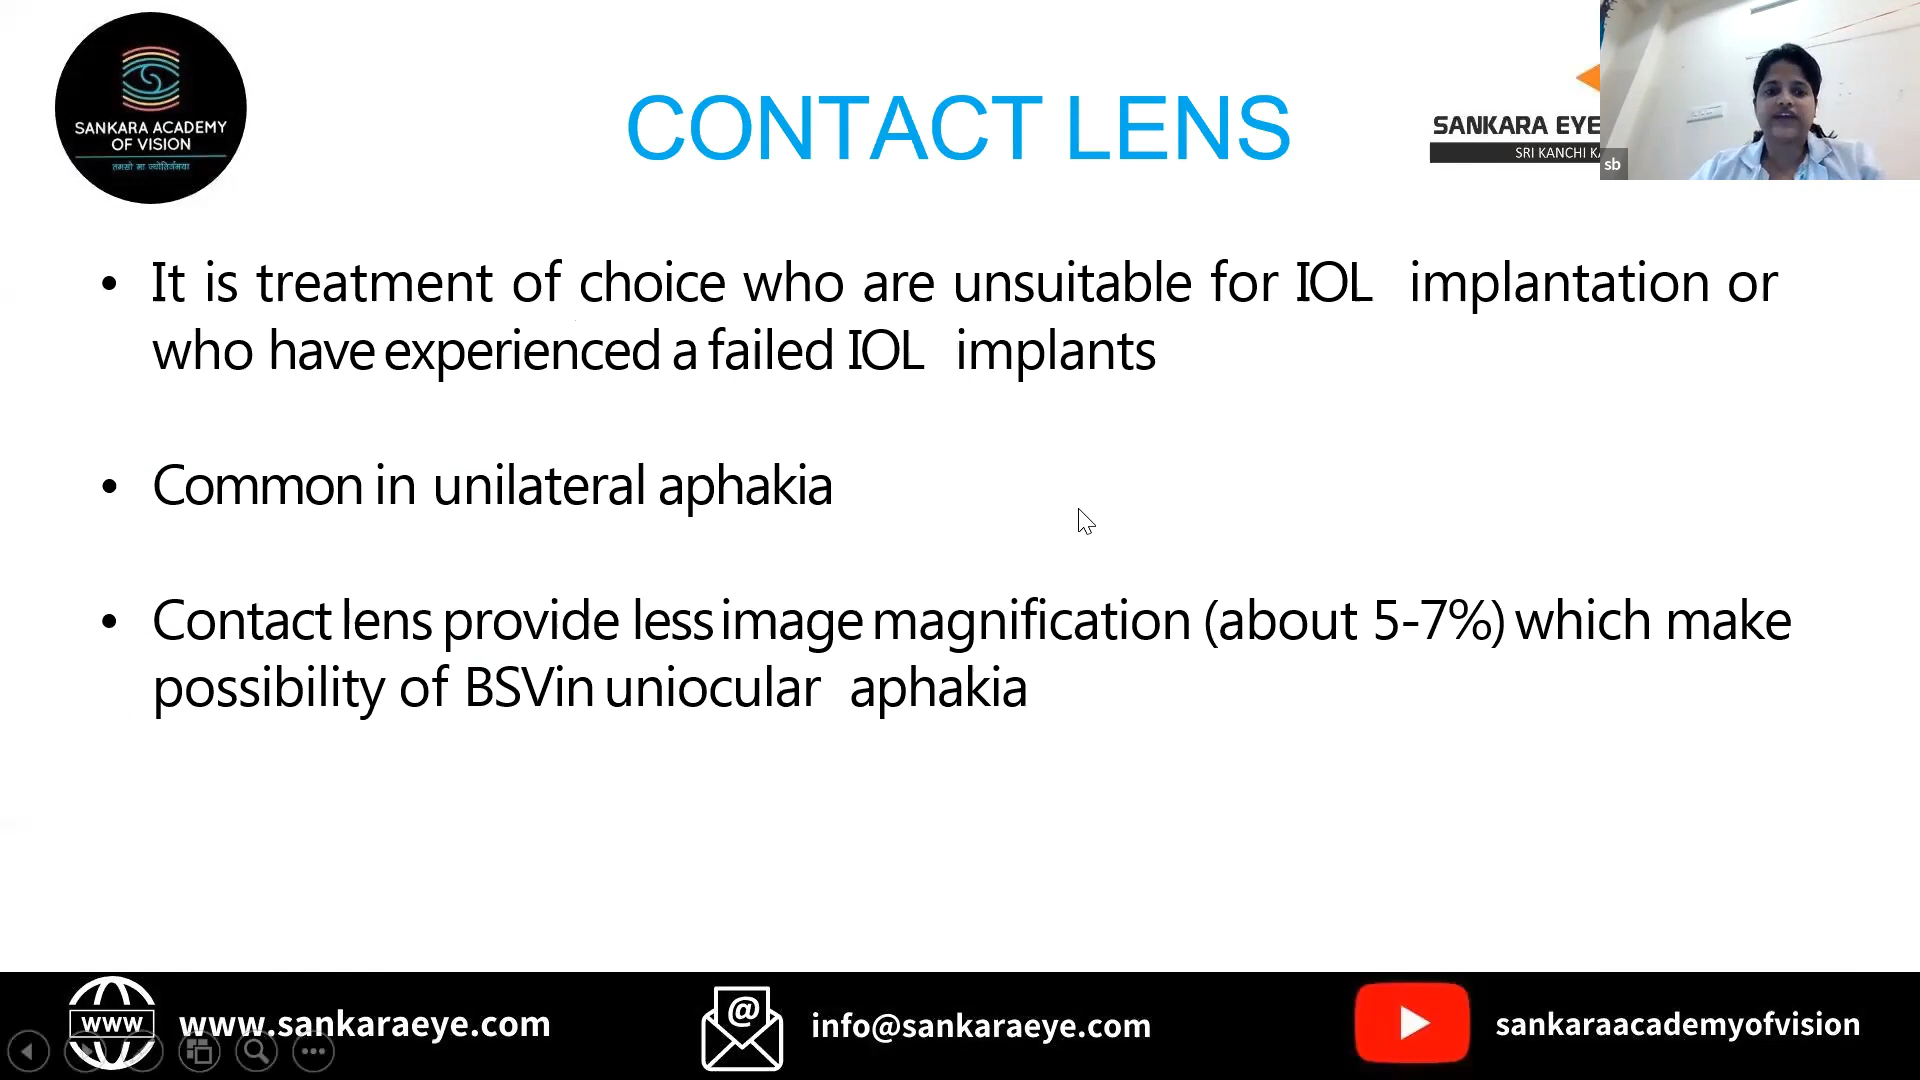 SANKARA ACADEMY
OF VISION
तमसो मा ज्योतिर्गमया
CONTACT LENS
SANKARA EYE
SRI KANCHI KA
sb
• It is treatment of choice who are unsuitable for IOL implantation or
who have experienced a failed IOL implants
• Common in unilateral aphakia
• Contact lens provide less image magnification (about 5-7%) which make
possibility of BSVin uniocular aphakia
www
www.sankaraeye.com
@
info@sankaraeye.com
sankaraacademyofvision